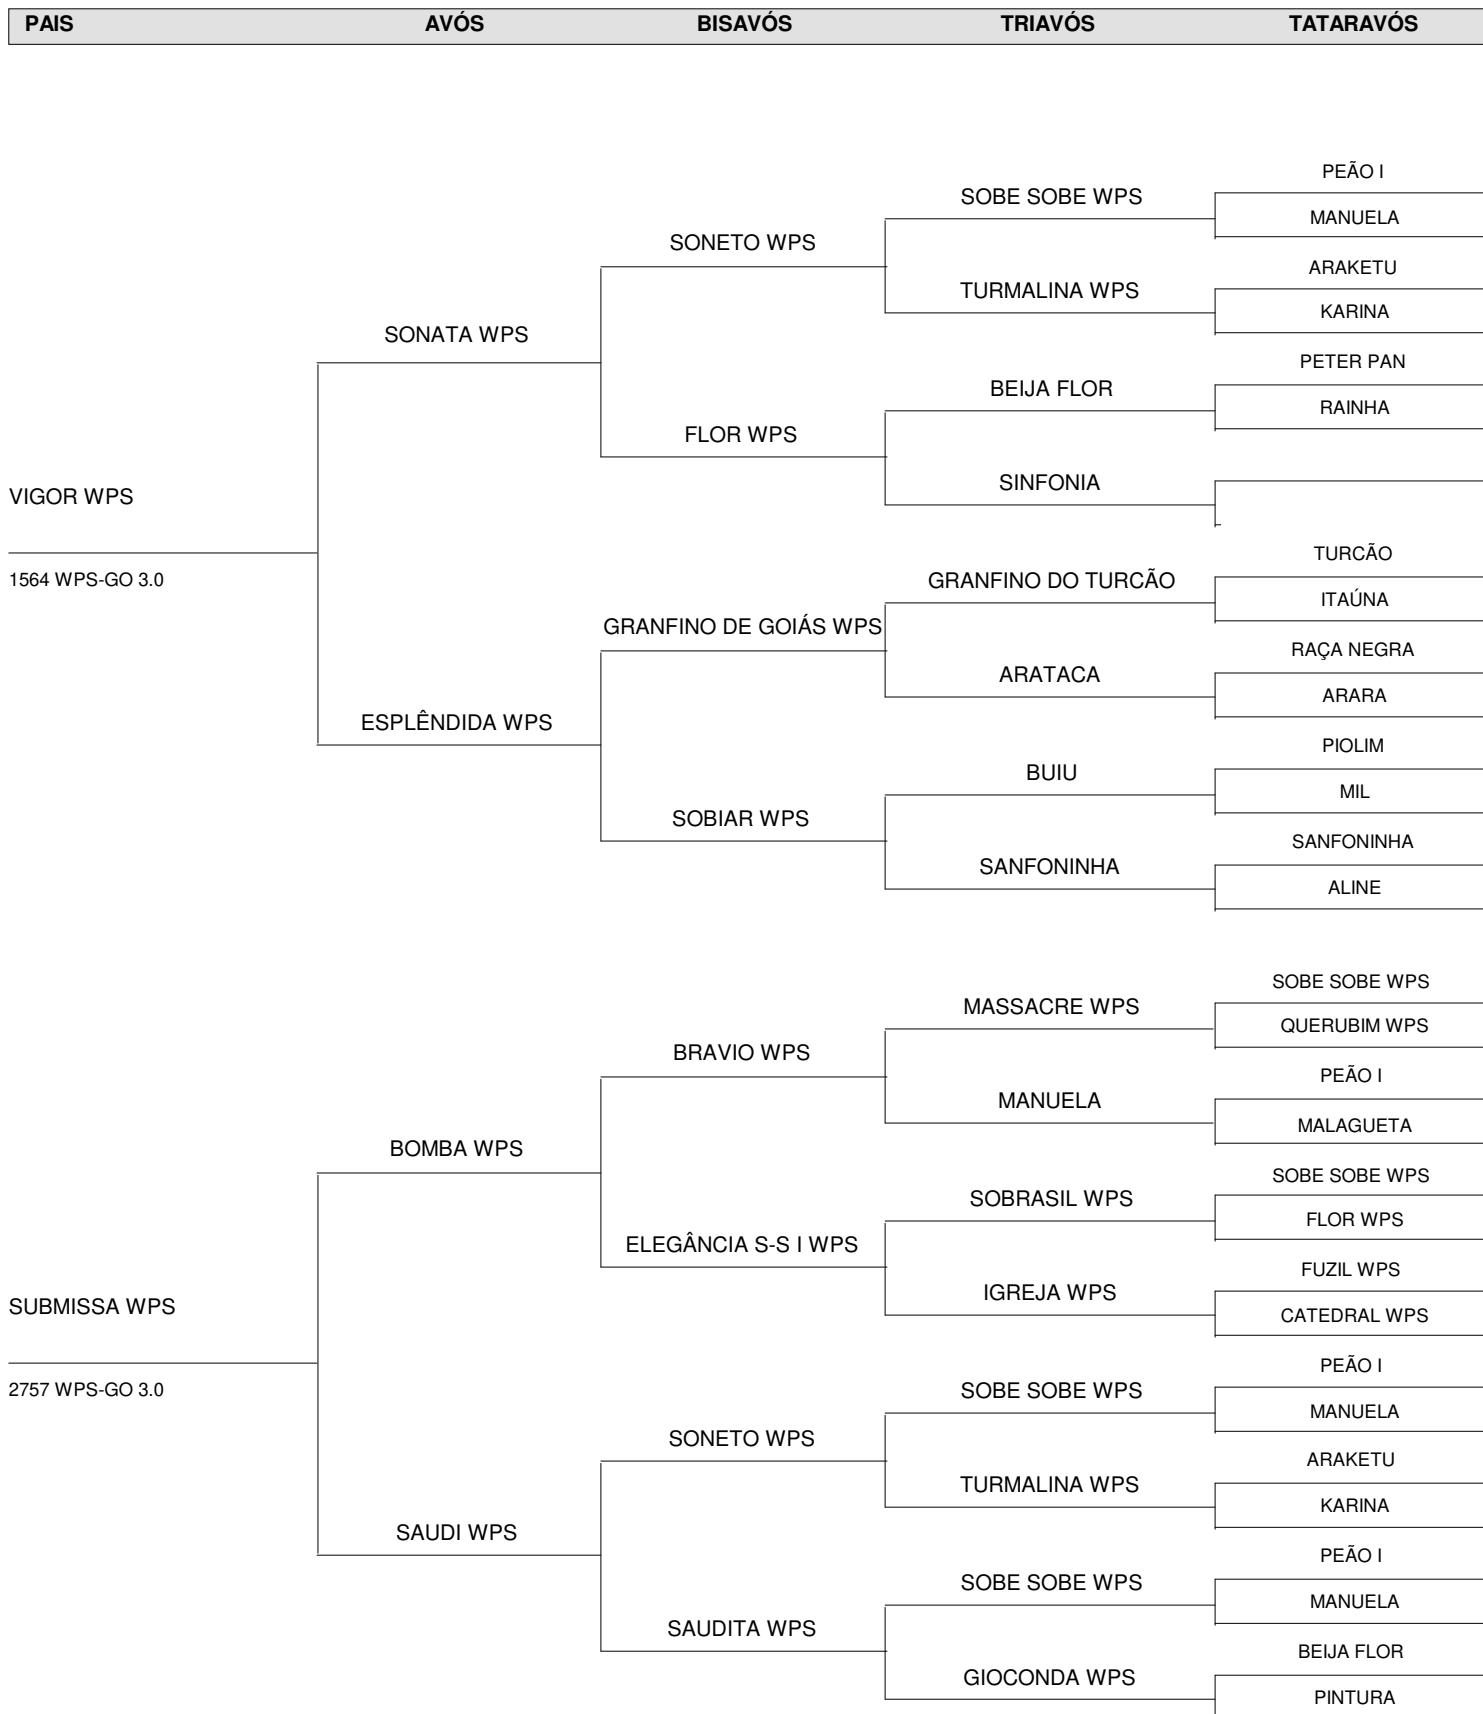 PAIS AVÓS BISAVÓS TRIAVÓS TATARAVÓS
PEÃO I
SOBE SOBE WPS
MANUELA
SONETO WPS
ARAKETU
TURMALINA WPS
KARINA
SONATA WPS
PETER PAN
BEIJA FLOR
RAINHA
FLOR WPS
SINFONIA
VIGOR WPS
TURCÃO
1564 WPS-GO 3.0
GRANFINO DO TURCÃO
ITAÚNA
GRANFINO DE GOIÁS WPS
RAÇA NEGRA
ARATACA
ARARA
ESPLÊNDIDA WPS
PIOLIM
BUIU
MIL
SOBIAR WPS
SANFONINHA
SANFONINHA
ALINE
SOBE SOBE WPS
MASSACRE WPS
QUERUBIM WPS
BRAVIO WPS
PEÃO I
MANUELA
MALAGUETA
BOMBA WPS
SOBE SOBE WPS
SOBRASIL WPS
FLOR WPS
ELEGÂNCIA S-S I WPS
FUZIL WPS
IGREJA WPS
CATEDRAL WPS
SUBMISSA WPS
PEÃO I
2757 WPS-GO 3.0
SOBE SOBE WPS
MANUELA
SONETO WPS
ARAKETU
TURMALINA WPS
KARINA
SAUDI WPS
PEÃO I
SOBE SOBE WPS
MANUELA
SAUDITA WPS
BEIJA FLOR
GIOCONDA WPS
PINTURA